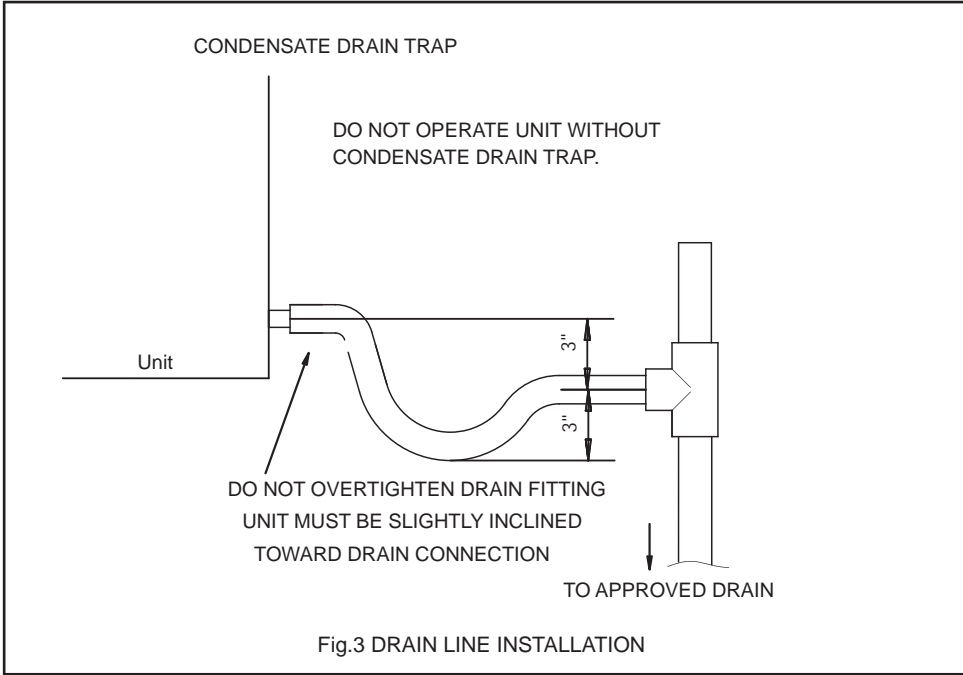 CONDENSATE DRAIN TRAP
DO NOT OPERATE UNIT WITHOUT
CONDENSATE DRAIN TRAP.
3"
Unit
3"
DO NOT OVERTIGHTEN DRAIN FITTING
UNIT MUST BE SLIGHTLY INCLINED
TOWARD DRAIN CONNECTION
TO APPROVED DRAIN
Fig.3 DRAIN LINE INSTALLATION